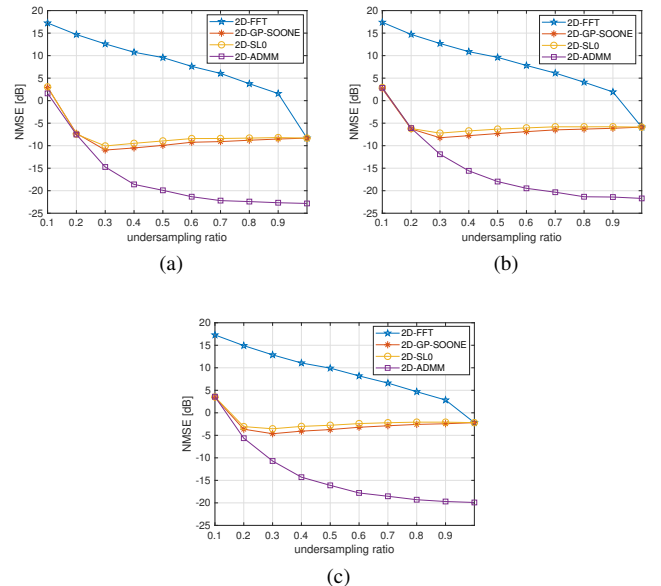 20
15
10
5
0
-5
-10
-15
-20
-25
NMSE [dB]
2D-FFT
2D-GP-SOONE
2D-SL0
2D-ADMM
0.1 0.2 0.3 0.4 0.5 0.6 0.7 0.8 0.9
undersampling ratio
(a)
20
15
10
5
0
-5
-10
-15
-20
-25
NMSE [dB]
2D-FFT
2D-GP-SOONE
2D-SL0
2D-ADMM
0.1 0.2 0.3 0.4 0.5 0.6 0.7 0.8 0.9
undersampling ratio
(b)
20
15
10
5
0
-5
-10
-15
-20
-25
NMSE [dB]
2D-FFT
2D-GP-SOONE
2D-SL0
2D-ADMM
0.1 0.2 0.3 0.4 0.5 0.6 0.7 0.8 0.9
undersampling ratio
(c)